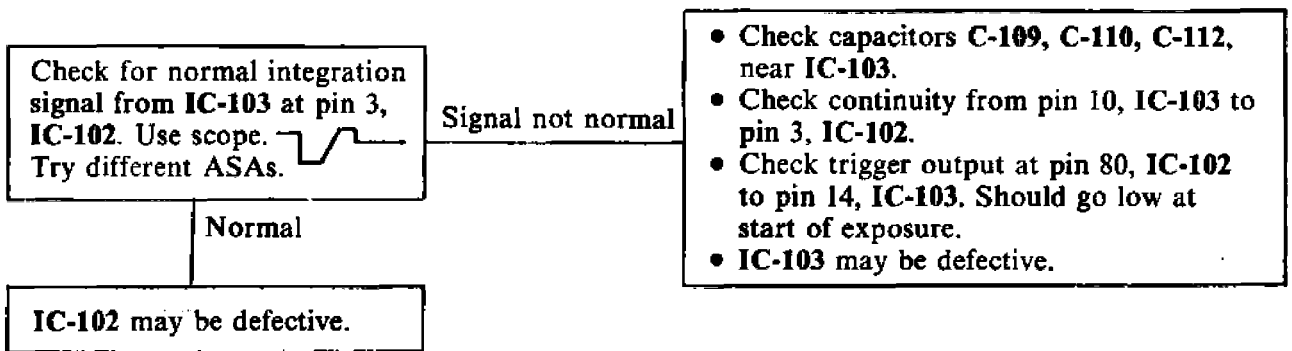 Check for normal integration
signal from IC-103 at pin 3,
IC-102. Use scope.
Try different ASAs.
Signal not normal
• Check capacitors C-109, C-110, C-112,
near IC-103.
• Check continuity from pin 10, IC-103 to
pin 3, IC-102.
• Check trigger output at pin 80, IC-102
to pin 14, IC-103. Should go low at
start of exposure.
• IC-103 may be defective.
Normal
IC-102 may be defective.